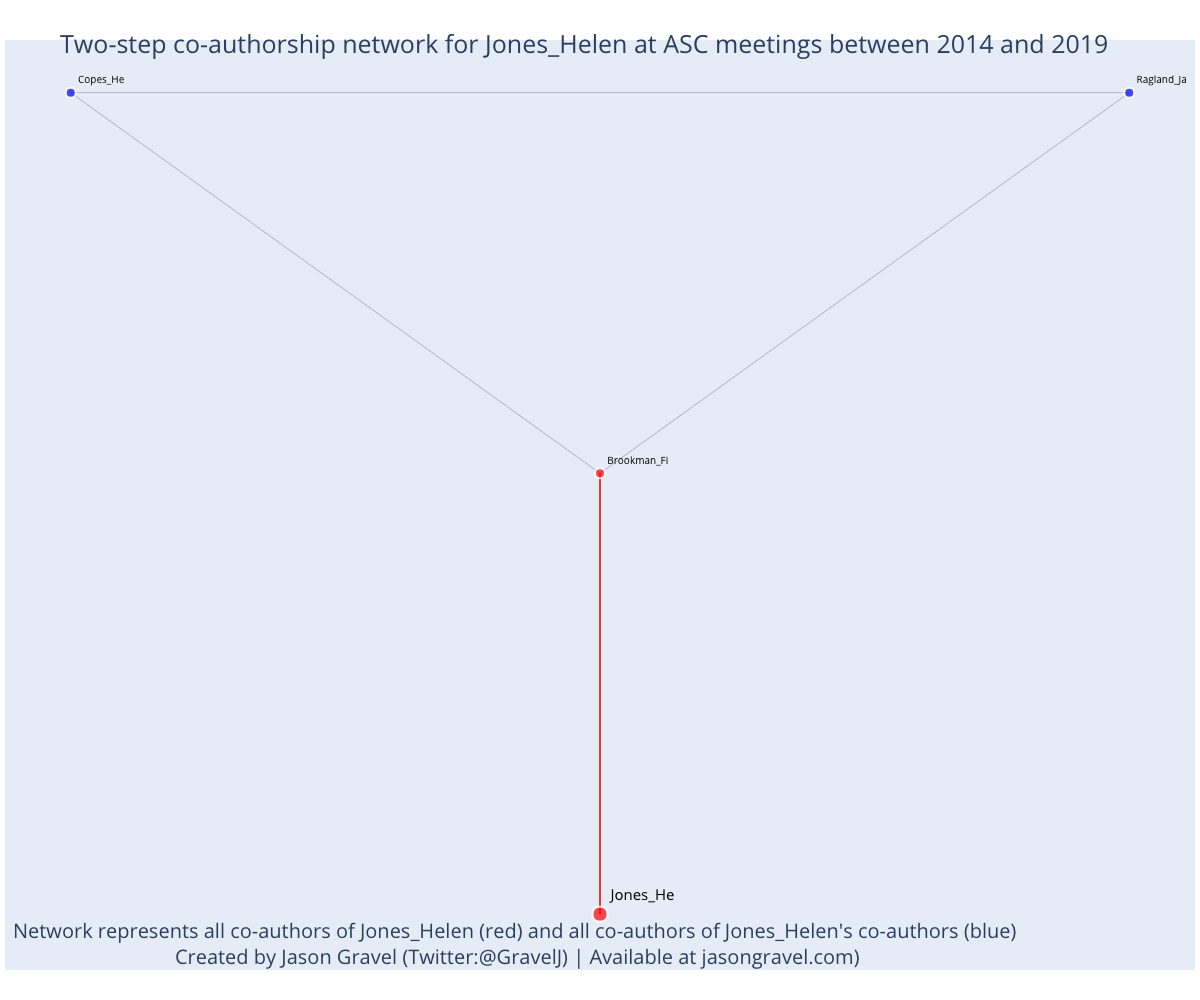 Two-step co-authorship network for Jones_Helen at ASC meetings between 2014 and 2019
Copes_He
Ragland_Ja
Brookman_Fi
Jones_He
Network represents all co-authors of Jones_Helen (red) and all co-authors of Jones_Helen's co-authors (blue)
Created by Jason Gravel (Twitter:@GravelJ) | Available at jasongravel.com)